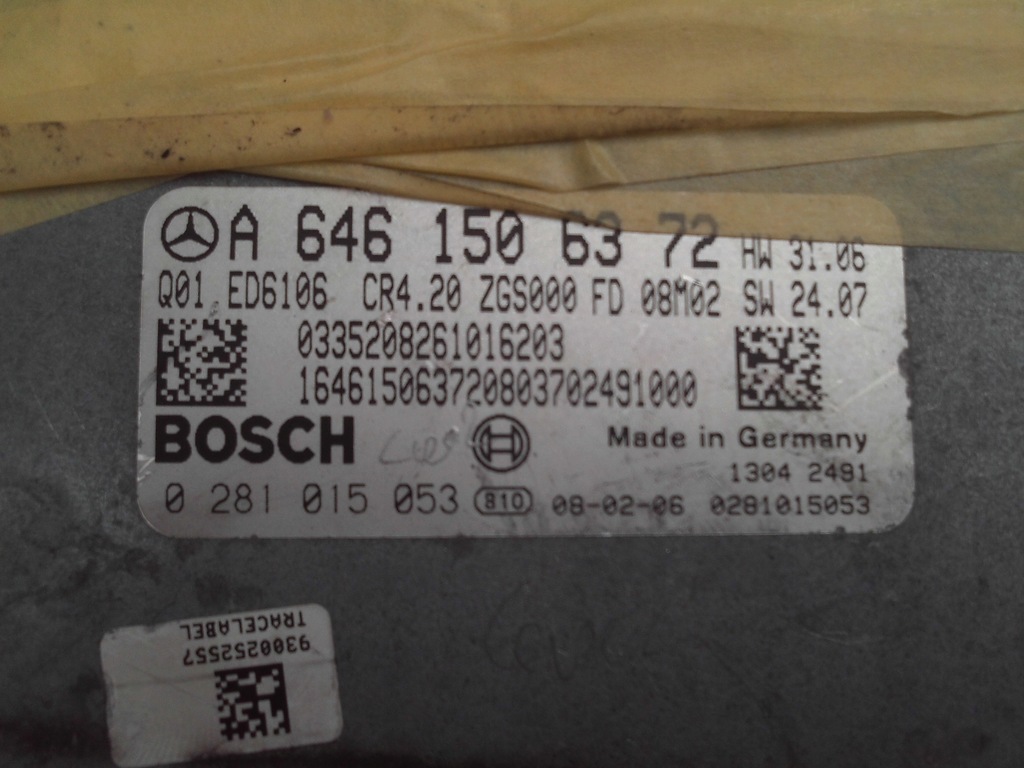 A 646 150 63 72 HW 31.06
Q01 ED6106 CR4.20 ZGS000 FD 08M02 SW 24.07
0335208261016203
164615063720803702491000
BOSCH Made in Germany
1304 2491
0 281 015 053 810 08-02-06 0281015053
TRACELABEL
9300252557